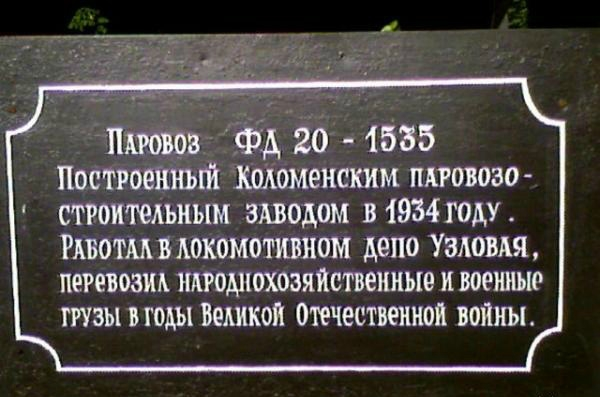 Паровоз ФД 20 - 1535
Построенный Коломенским паровозо-
строительным заводом в 1934 году.
Работал в локомотивном депо Узловая,
перевозил народнохозяйственные и военные
грузы в годы Великой Отечественной войны.